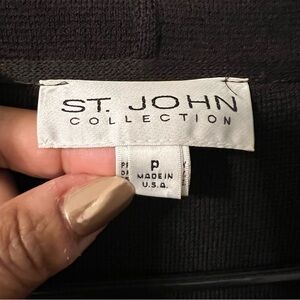 ST. JOHN
COLLECTION
P
MADE IN
U.S.A.